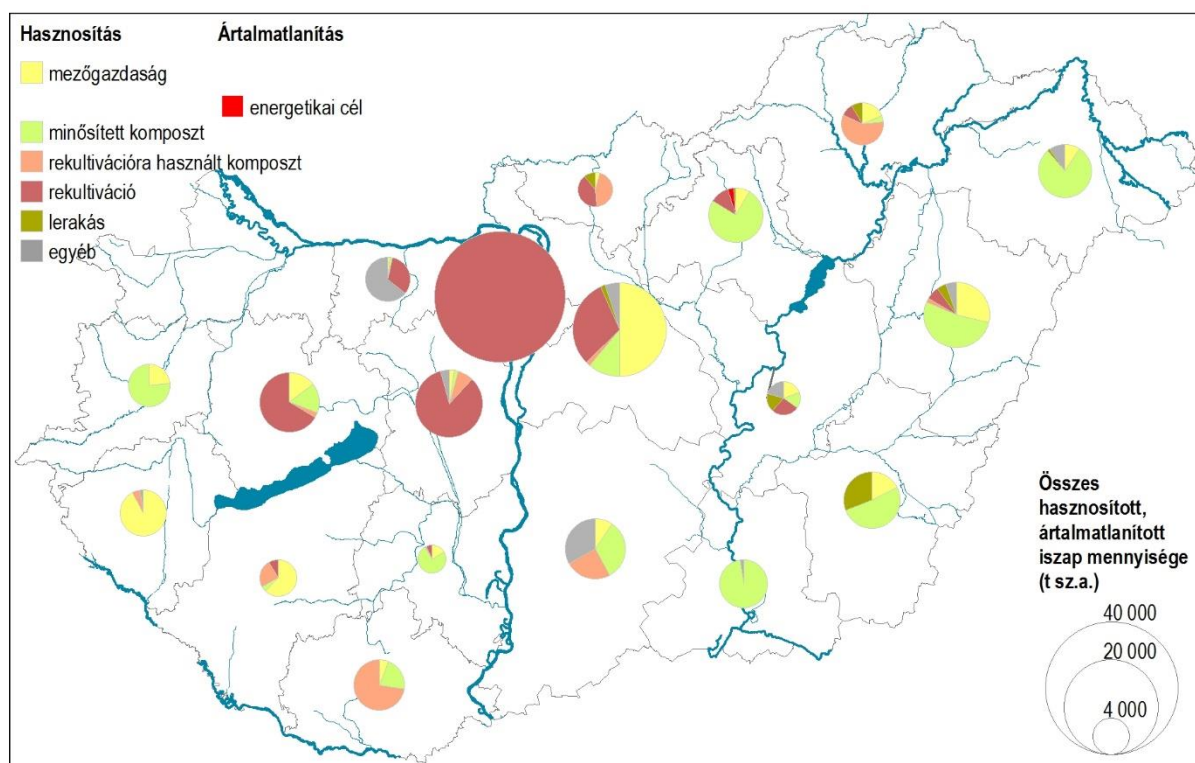 Hasznosítás
Ártalmatlanítás
mezőgazdaság
energetikai cél
minősített komposzt
rekultivációra használt komposzt
rekultiváció
lerakás
egyéb
Összes
hasznosított,
ártalmatlanított
iszap mennyisége
(t sz.a.)
40 000
20 000
4 000